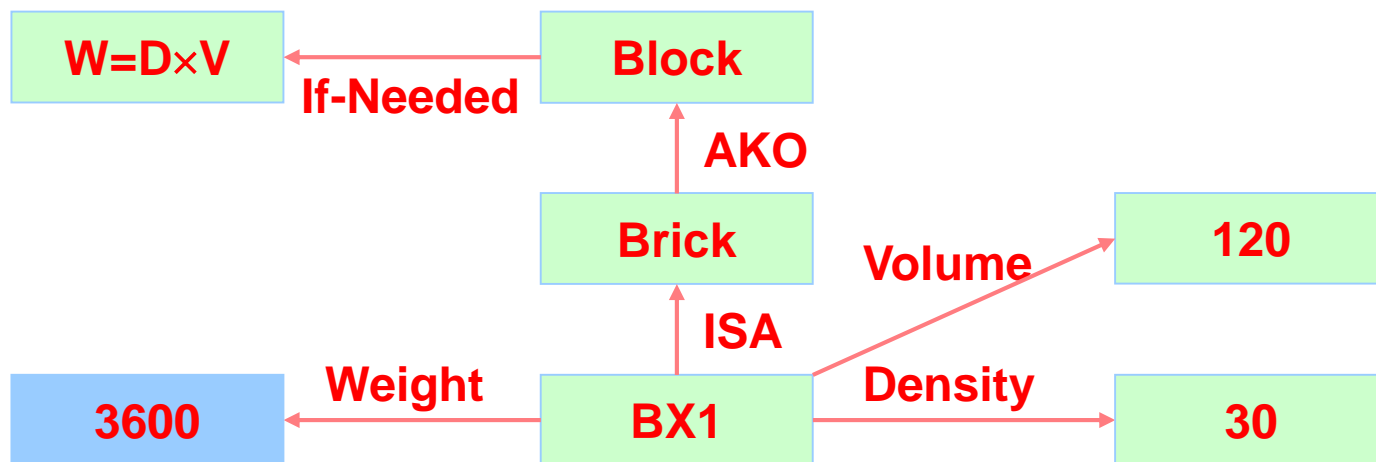 W=D×V
Block
If-Needed
AKO
Brick
Volume
120
ISA
Weight
Density
3600
BX1
30